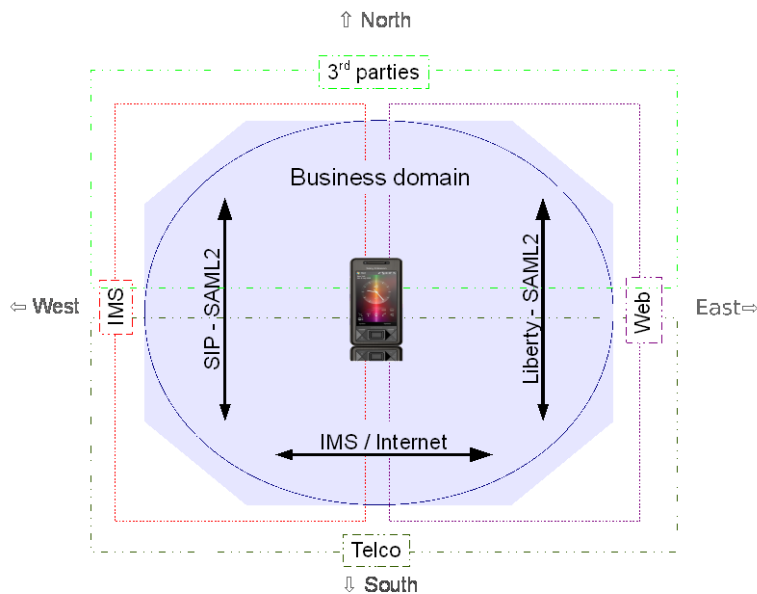 ⇧ North
3rd parties
Business domain
SIP - SAML2
Liberty - SAML2
IMS
Web
⇦ West
East⇨
IMS / Internet
Telco
⇩ South